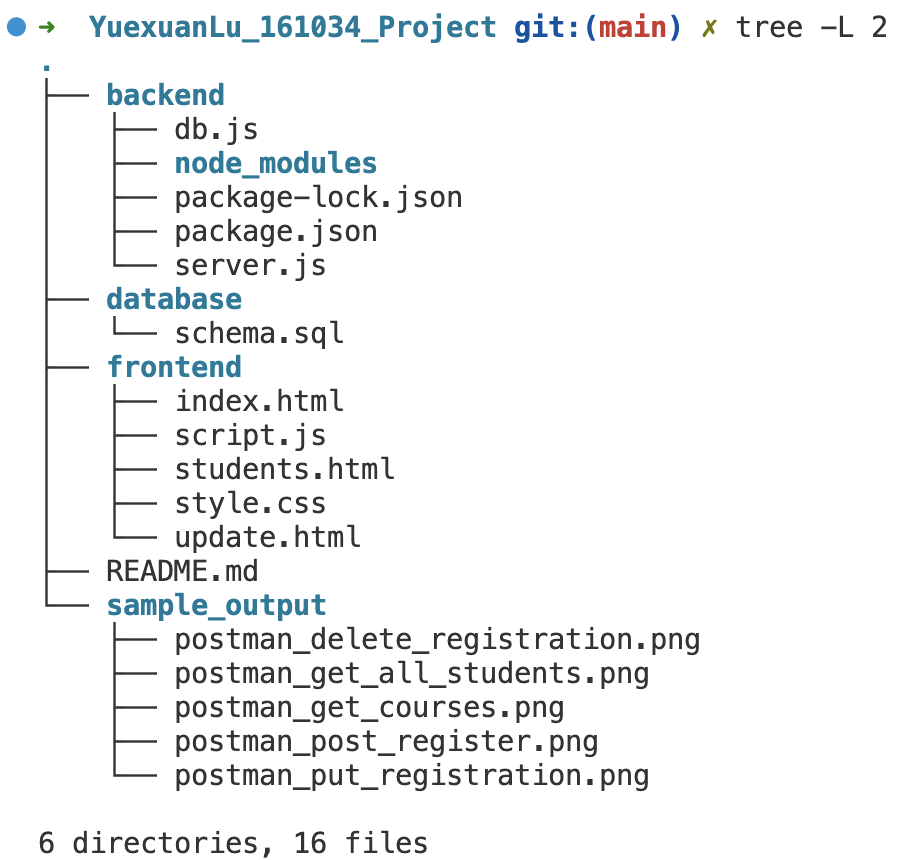 ➜ YuexuanLu_161034_Project git:(main) ✗ tree -L 2
.
├── backend
│   ├── db.js
│   ├── node_modules
│   ├── package-lock.json
│   ├── package.json
│   └── server.js
├── database
│   └── schema.sql
├── frontend
│   ├── index.html
│   ├── script.js
│   ├── students.html
│   ├── style.css
│   └── update.html
├── README.md
└── sample_output
    ├── postman_delete_registration.png
    ├── postman_get_all_students.png
    ├── postman_get_courses.png
    ├── postman_post_register.png
    └── postman_put_registration.png
6 directories, 16 files